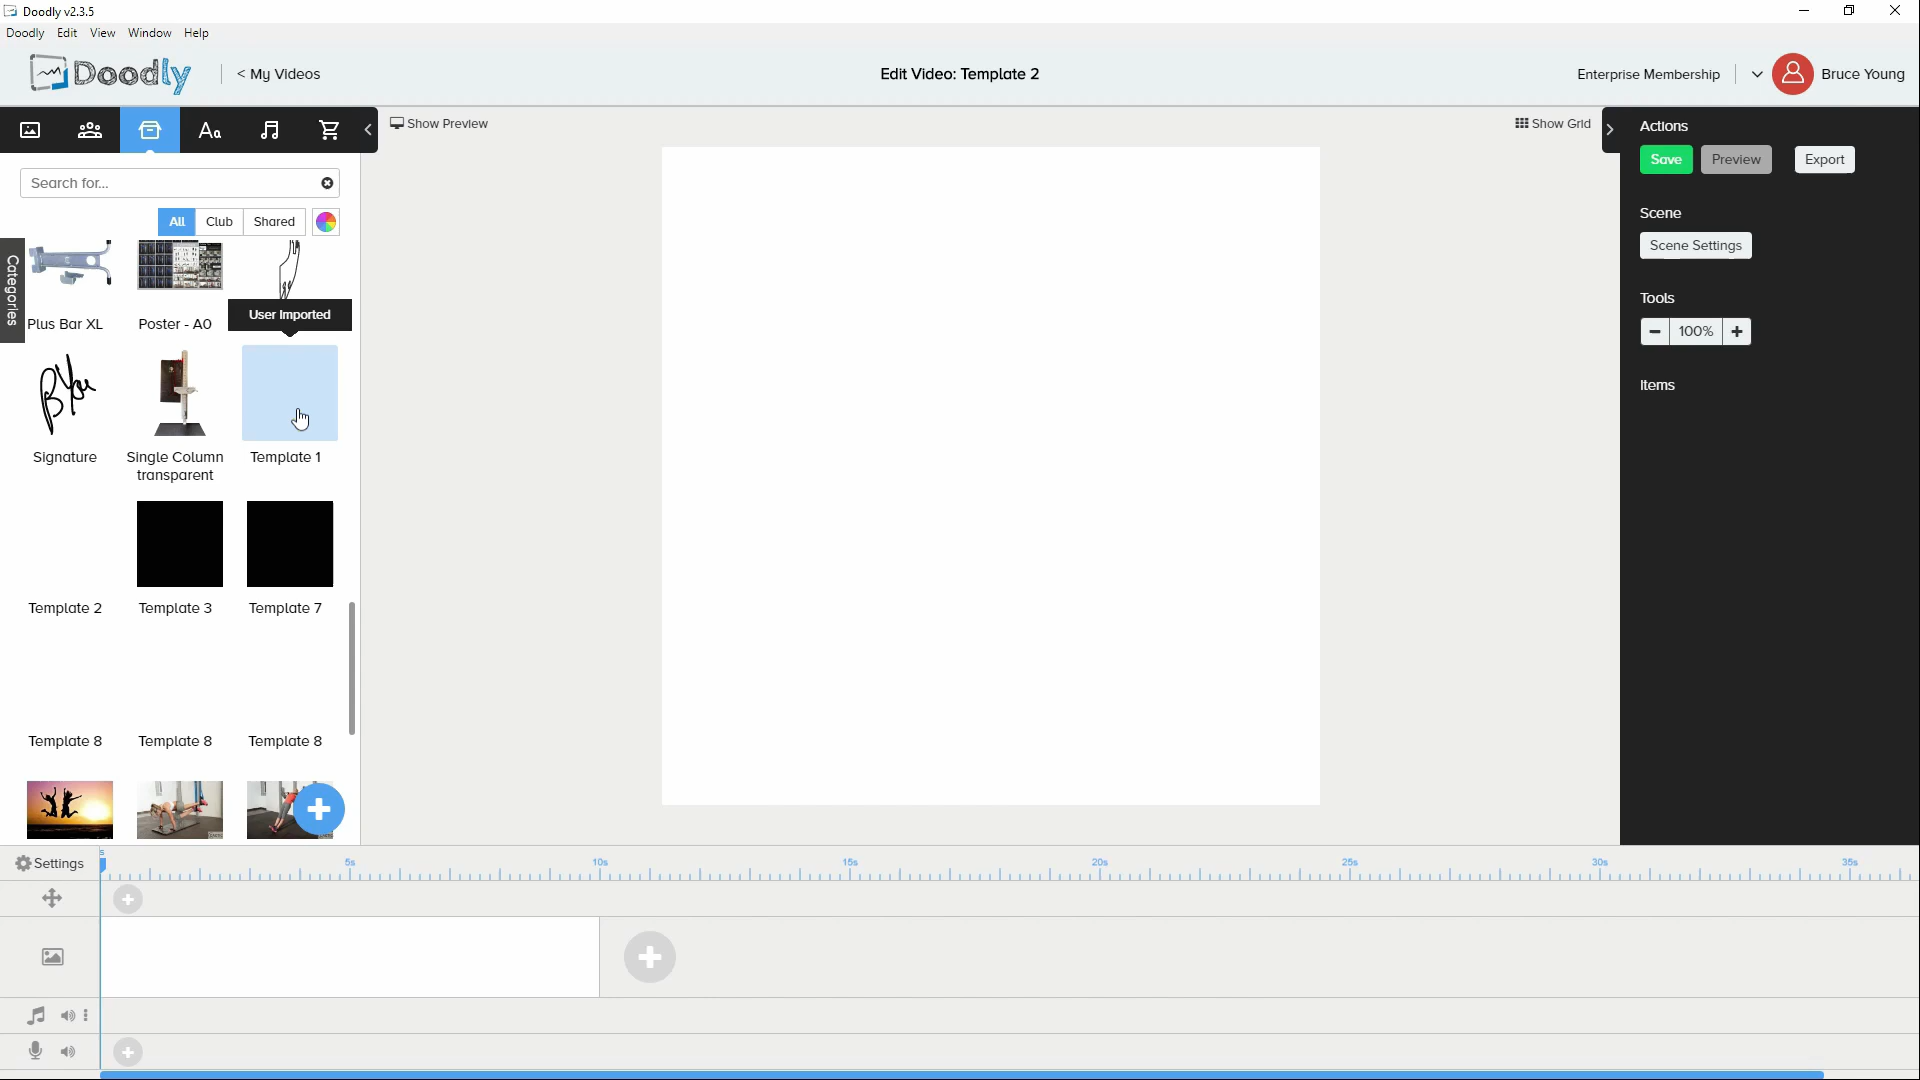 Doodly v2.3.5
Doodly Edit View Window Help
Doodly
< My Videos
Edit Video: Template 2
Enterprise Membership
Bruce Young
Aa
Show Preview
Show Grid
Actions
Save
Preview
Export
Search for...
All
Club
Shared
Scene
Scene Settings
Categories
Plus Bar XL
Poster - A0
User Imported
Tools
100%
Items
Signature
Single Column
transparent
Template 1
Template 2
Template 3
Template 7
Template 8
Template 8
Template 8
Settings
s
5s
10s
15s
20s
25s
30s
35s